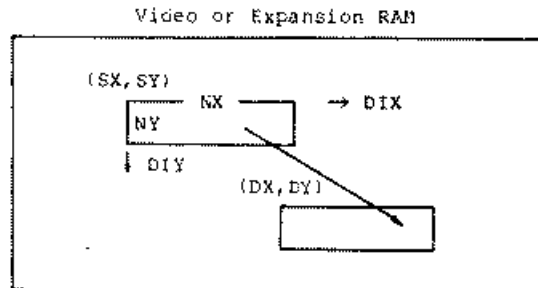 Video or Expansion RAM
(SX,SY)
NX → DIX
NY
↓ DIY
(DX,DY)